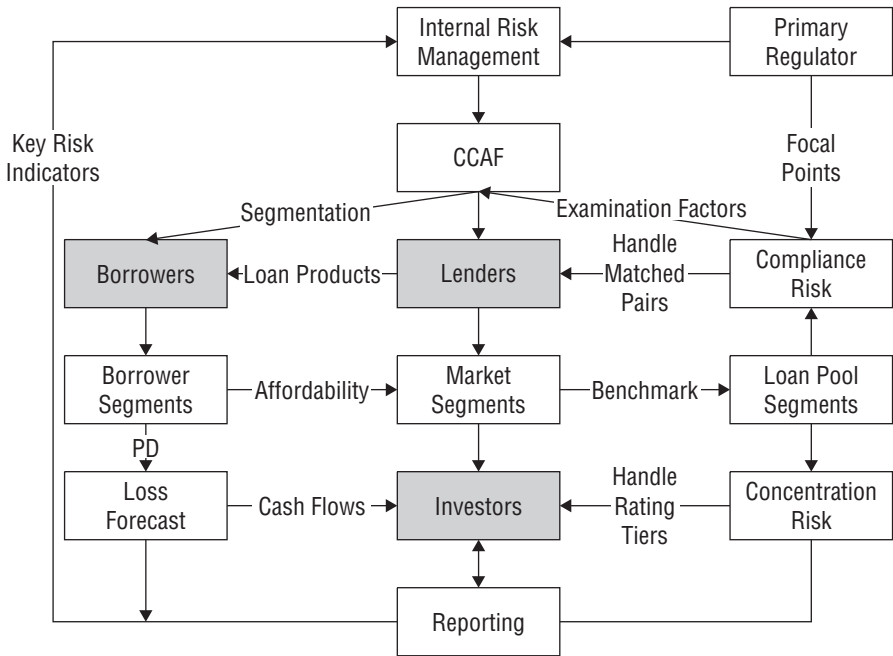 Internal Risk
Management
Primary
Regulator
Key Risk
Indicators
CCAF
Focal
Points
Segmentation
Examination Factors
Borrowers
Loan Products
Lenders
Handle
Matched
Pairs
Compliance
Risk
Borrower
Segments
Affordability
Market
Segments
Benchmark
Loan Pool
Segments
PD
Loss
Forecast
Cash Flows
Investors
Handle
Rating
Tiers
Concentration
Risk
Reporting